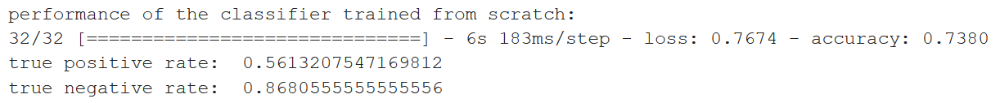 performance of the classifier trained from scratch:
32/32 [==============================] - 6s 183ms/step - loss: 0.7674 - accuracy: 0.7380
true positive rate:  0.5613207547169812
true negative rate:  0.8680555555555556